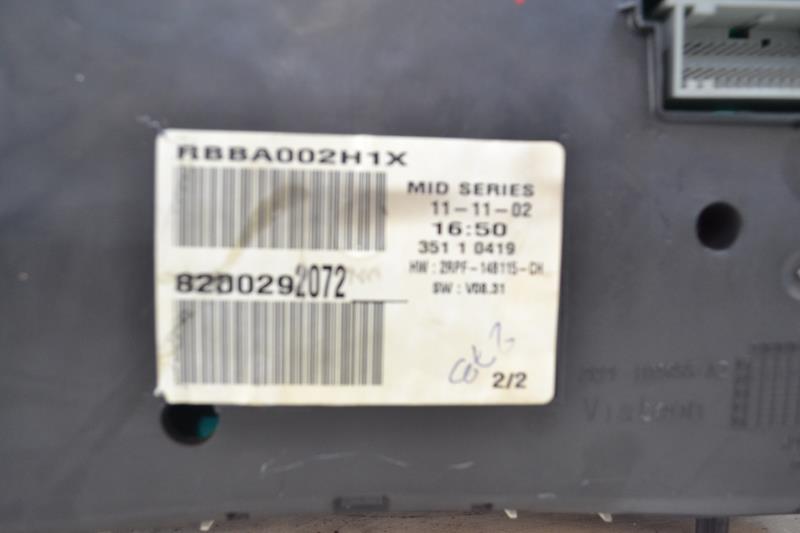 RBBA002H1X
MID SERIES
11-11-02
16:50
351 1 0419
HW : 2RPF-14B115-CH
SW : V08.31
8200292072
2/2
Visteon